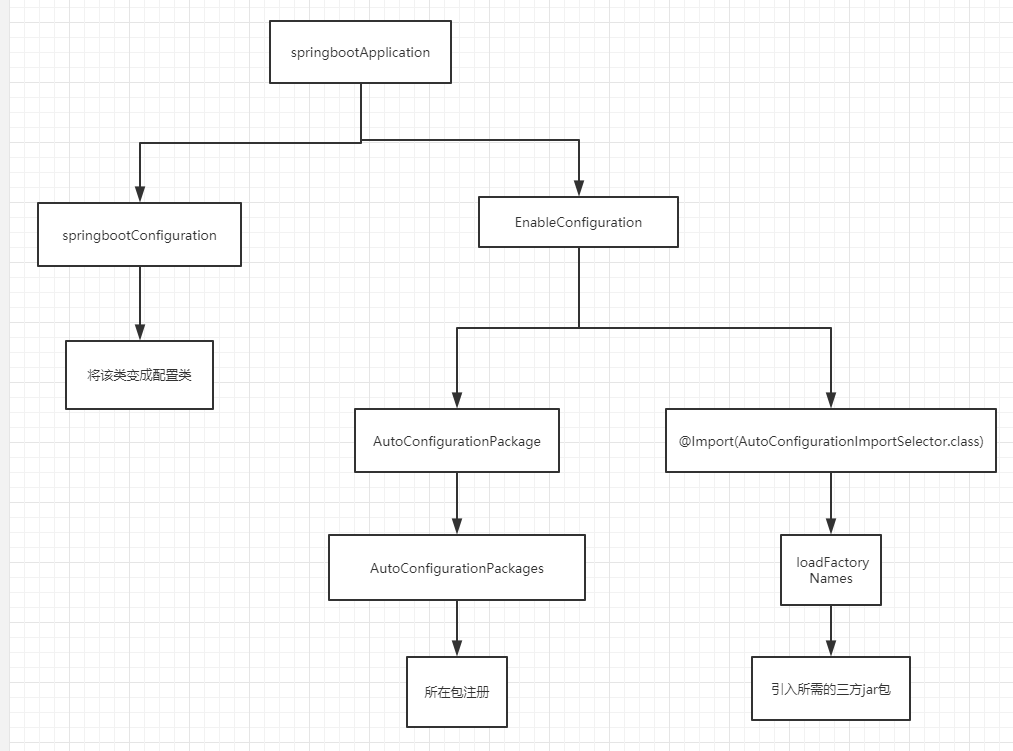 springbootApplication
springbootConfiguration
EnableConfiguration
将该类变成配置类
AutoConfigurationPackage
@Import(AutoConfigurationImportSelector.class)
AutoConfigurationPackages
loadFactory
Names
所在包注册
引入所需的三方jar包